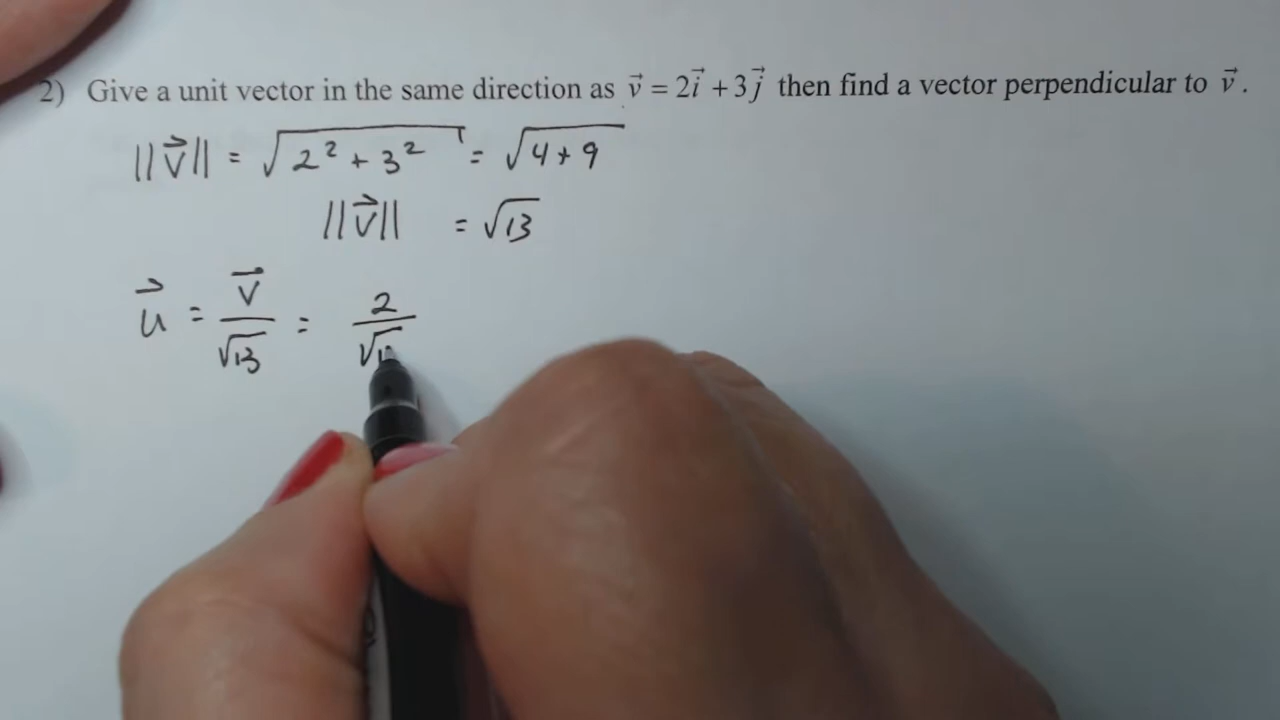 2) Give a unit vector in the same direction as v⃗ = 2i⃗ + 3j⃗ then find a vector perpendicular to v⃗.
||v⃗|| = √(2² + 3²) = √(4 + 9)
||v⃗|| = √13
u⃗ = v⃗/√13 = 2/√1